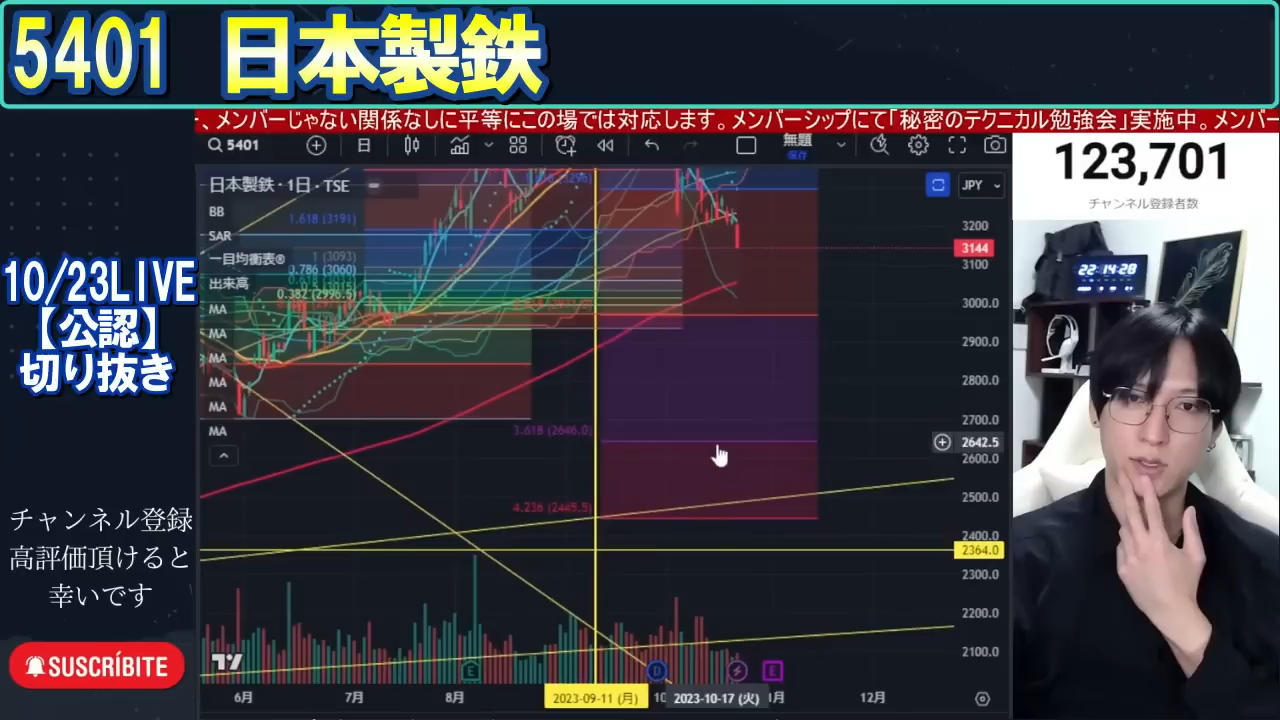 5401 日本製鉄
、メンバーじゃない関係なしに平等にこの場では対応します。メンバーシップにて「秘密のテクニカル勉強会」実施中。メンバー
5401
日
無題
保存
123,701
チャンネル登録者数
日本製鉄・1日・TSE
JPY
BB
SAR
一目均衡表
出来高
MA
MA
MA
MA
MA
MA
1.618 (3191)
1 (3093)
0.786 (3060)
0.382 (2996.5)
3.618 (2646.0)
4.236 (2445.5)
3200
3144
3100
3000.0
2900.0
2800.0
2700.0
2642.5
2600.0
2500.0
2400.0
2364.0
2300.0
2200.0
2100.0
22:14:28
10/23LIVE
【公認】
切り抜き
チャンネル登録
高評価頂けると
幸いです
SUSCRÍBITE
E
D
E
6月
7月
8月
2023-09-11 (月)
10
2023-10-17 (火)
12月